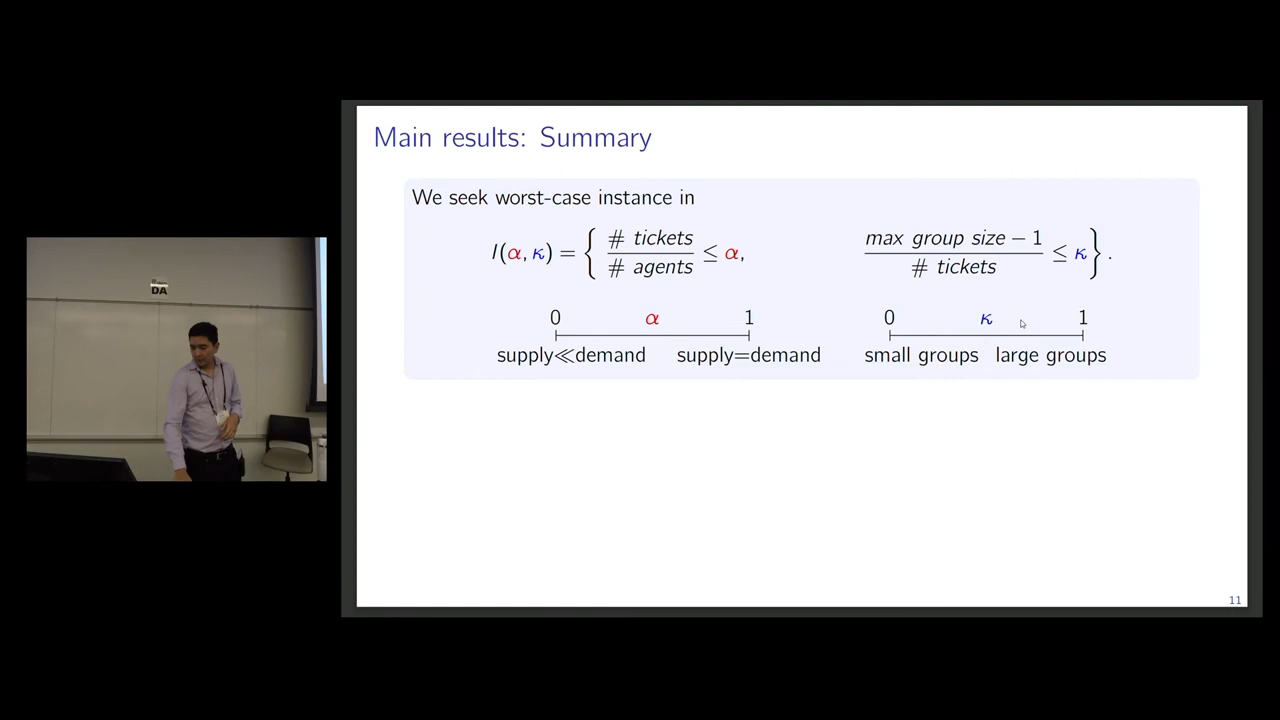 Main results: Summary
We seek worst-case instance in
I(α, κ) = { # tickets / # agents ≤ α, max group size − 1 / # tickets ≤ κ } .
0 α 1 0 κ 1
supply≪demand supply=demand small groups large groups
11
DA